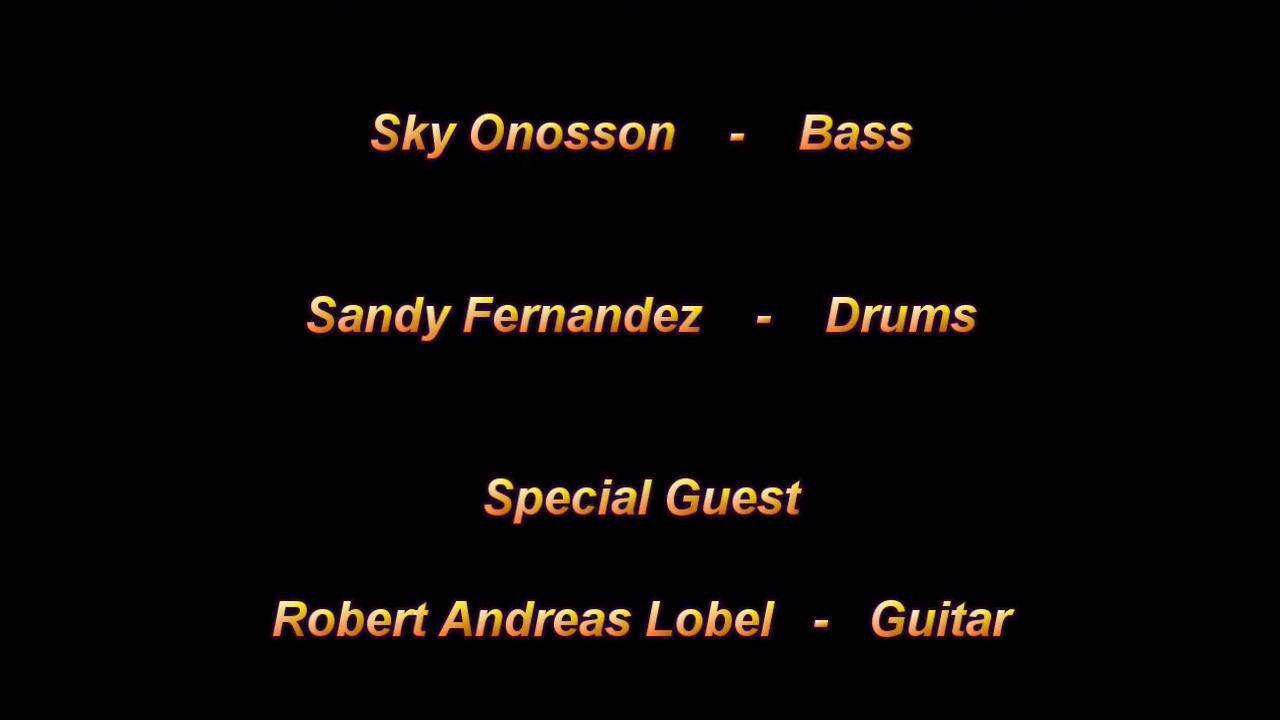 Sky Onosson - Bass
Sandy Fernandez - Drums
Special Guest
Robert Andreas Lobel - Guitar